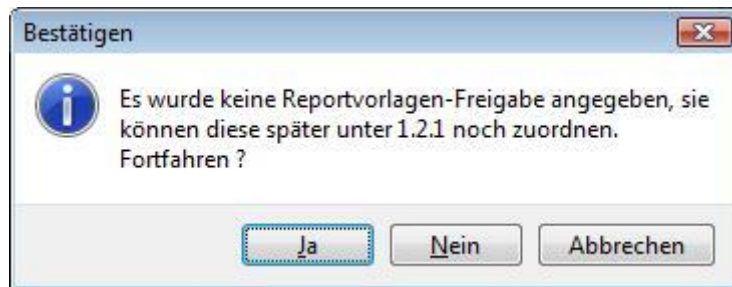 Bestätigen
Es wurde keine Reportvorlagen-Freigabe angegeben, sie
können diese später unter 1.2.1 noch zuordnen.
Fortfahren ?
Ja
Nein
Abbrechen